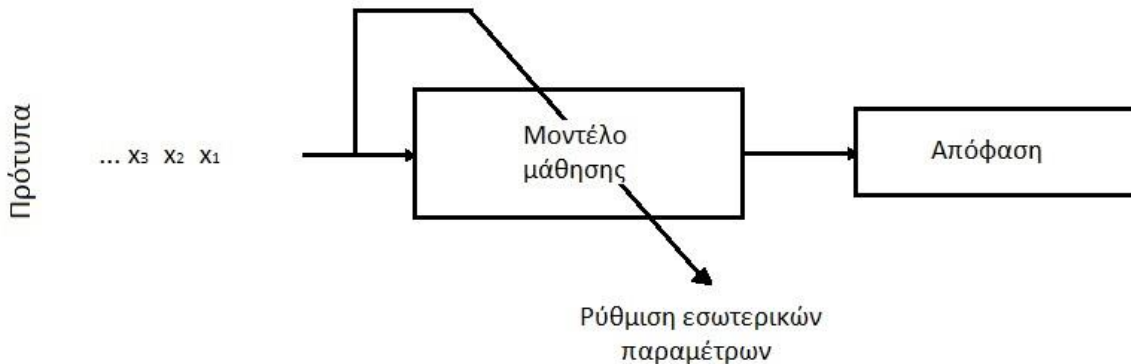 Πρότυπα
... x₃ x₂ x₁
Μοντέλο
μάθησης
Απόφαση
Ρύθμιση εσωτερικών
παραμέτρων